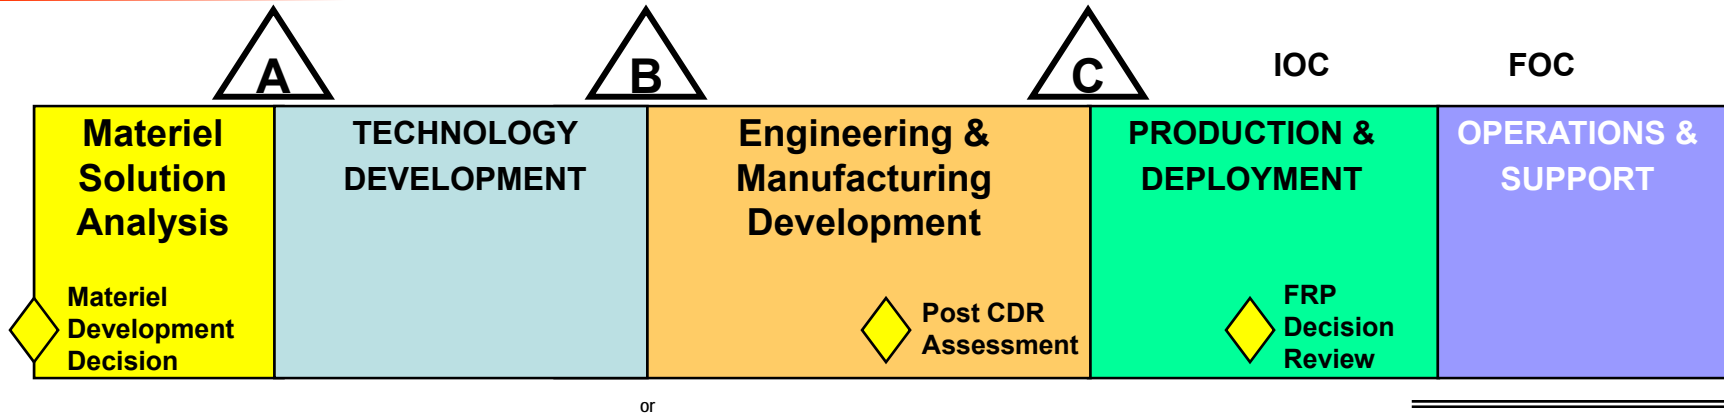 A
B
C
IOC
FOC
Materiel
Solution
Analysis
TECHNOLOGY
DEVELOPMENT
Engineering &
Manufacturing
Development
PRODUCTION &
DEPLOYMENT
OPERATIONS &
SUPPORT
Materiel
Development
Decision
Post CDR
Assessment
FRP
Decision
Review
or